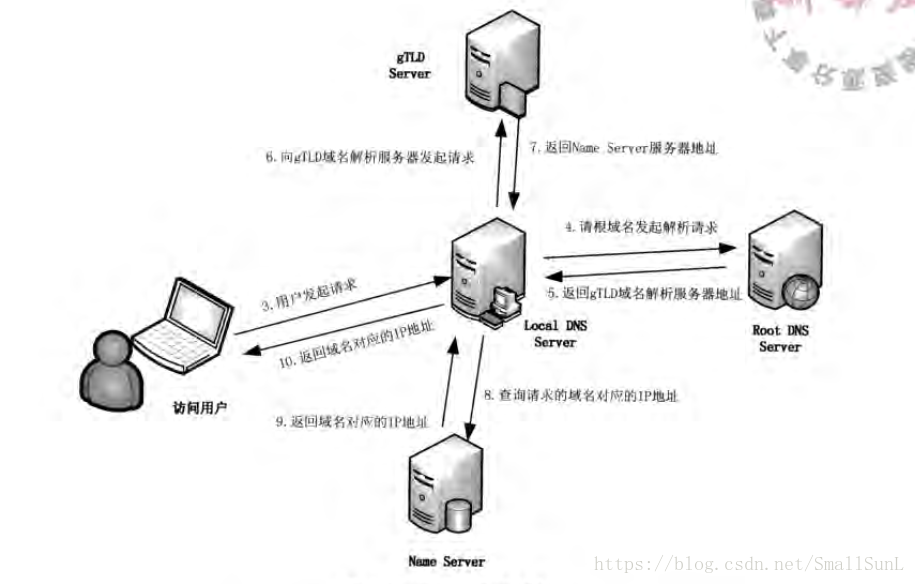 gTLD
Server
6.向gTLD域名解析服务器发起请求
7.返回Name Server服务器地址
4.请根域名发起解析请求
5.返回gTLD域名解析服务器地址
3.用户发起请求
Local DNS
Server
Root DNS
Server
10.返回域名对应的IP地址
访问用户
8.查询请求的域名对应的IP地址
9.返回域名对应的IP地址
Name Server
https://blog.csdn.net/SmallSunL